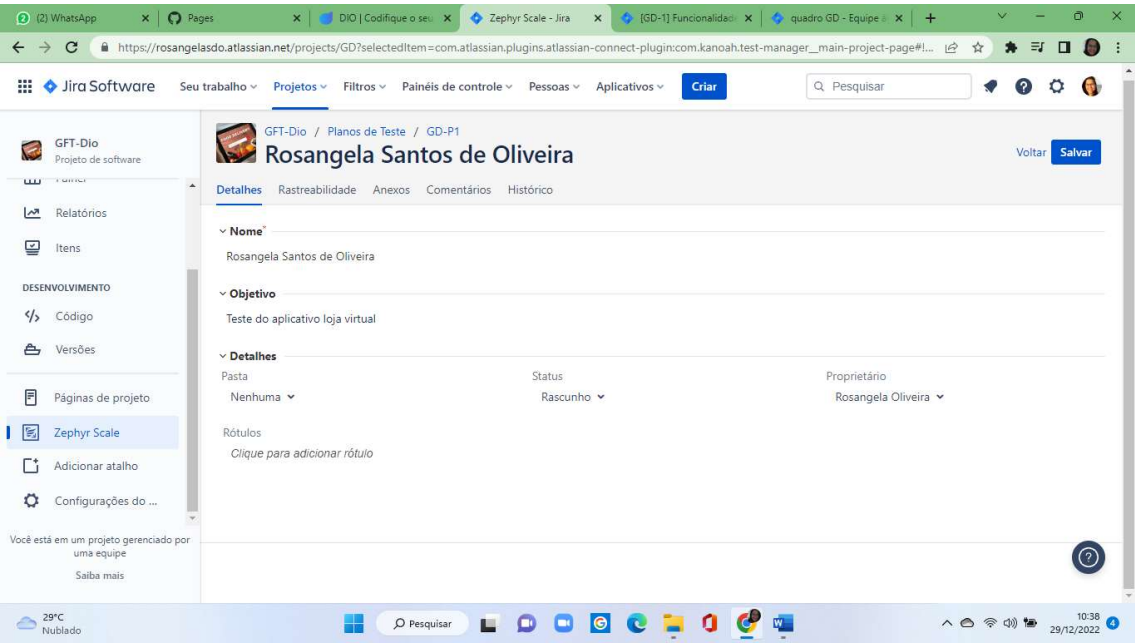 (2) WhatsApp
Pages
DIO | Codifique o seu
Zephyr Scale - Jira
[GD-1] Funcionalidad
quadro GD - Equipe á
https://rosangelasdo.atlassian.net/projects/GD?selectedItem=com.atlassian.plugins.atlassian-connect-plugin:com.kanoah.test-manager__main-project-page#!...
Jira Software
Seu trabalho
Projetos
Filtros
Painéis de controle
Pessoas
Aplicativos
Criar
Pesquisar
GFT-Dio
Projeto de software
Painel
Relatórios
Itens
DESENVOLVIMENTO
Código
Versões
Páginas de projeto
Zephyr Scale
Adicionar atalho
Configurações do ...
Você está em um projeto gerenciado por
uma equipe
Saiba mais
GFT-Dio / Planos de Teste / GD-P1
Rosangela Santos de Oliveira
Voltar
Salvar
Detalhes Rastreabilidade Anexos Comentários Histórico
Nome*
Rosangela Santos de Oliveira
Objetivo
Teste do aplicativo loja virtual
Detalhes
Pasta Status Proprietário
Nenhuma Rascunho Rosangela Oliveira
Rótulos
Clique para adicionar rótulo
29°C
Nublado
Pesquisar
10:38
29/12/2022
4